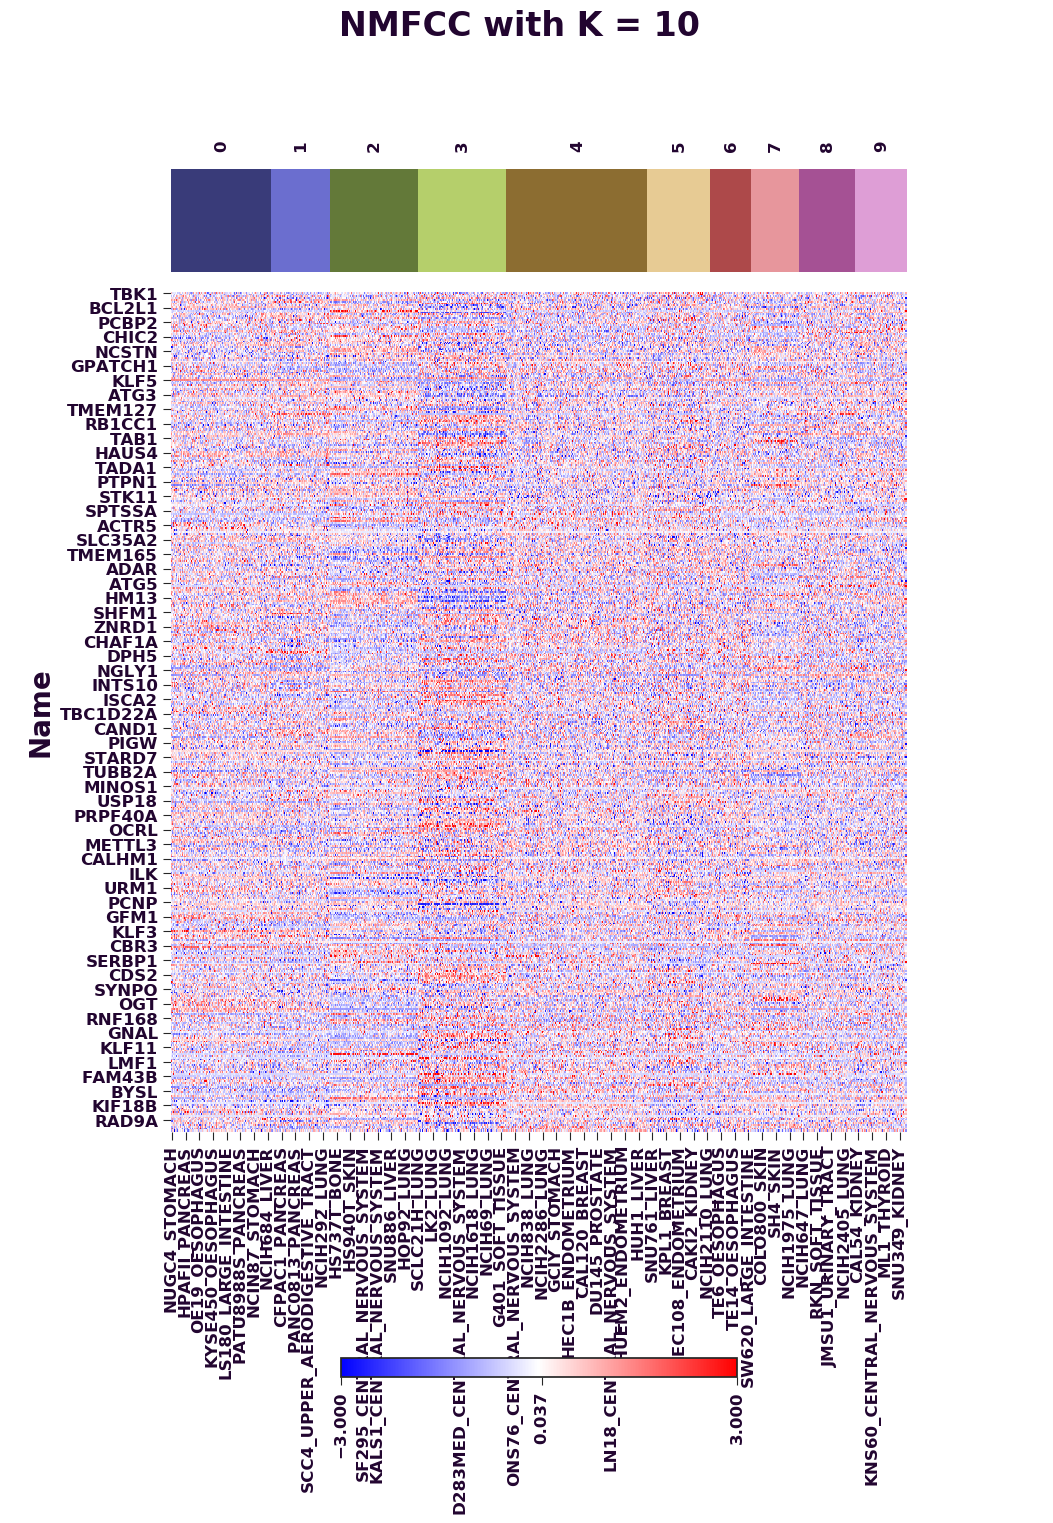 NMFCC with K = 10
0
1
2
3
4
5
6
7
8
9
Name
TBK1
BCL2L1
PCBP2
CHIC2
NCSTN
GPATCH1
KLF5
ATG3
TMEM127
RB1CC1
TAB1
HAUS4
TADA1
PTPN1
STK11
SPTSSA
ACTR5
SLC35A2
TMEM165
ADAR
ATG5
HM13
SHFM1
ZNRD1
CHAF1A
DPH5
NGLY1
INTS10
ISCA2
TBC1D22A
CAND1
PIGW
STARD7
TUBB2A
MINOS1
USP18
PRPF40A
OCRL
METTL3
CALHM1
ILK
URM1
PCNP
GFM1
KLF3
CBR3
SERBP1
CDS2
SYNPO
OGT
RNF168
GNAL
KLF11
LMF1
FAM43B
BYSL
KIF18B
RAD9A
NUGC4_STOMACH
HPAFII_PANCREAS
OE19_OESOPHAGUS
KYSE450_OESOPHAGUS
LS180_LARGE_INTESTINE
PATU8988S_PANCREAS
NCIN87_STOMACH
NCIH684_LIVER
CFPAC1_PANCREAS
PANC0813_PANCREAS
SCC4_UPPER_AERODIGESTIVE_TRACT
NCIH292_LUNG
HS737T_BONE
HS940T_SKIN
SF295_CENTRAL_NERVOUS_SYSTEM
KALS1_CENTRAL_NERVOUS_SYSTEM
SNU886_LIVER
HOP92_LUNG
SCLC21H_LUNG
LK2_LUNG
NCIH1092_LUNG
D283MED_CENTRAL_NERVOUS_SYSTEM
NCIH1618_LUNG
NCIH69_LUNG
G401_SOFT_TISSUE
ONS76_CENTRAL_NERVOUS_SYSTEM
NCIH838_LUNG
NCIH2286_LUNG
GCIY_STOMACH
HEC1B_ENDOMETRIUM
CAL120_BREAST
DU145_PROSTATE
LN18_CENTRAL_NERVOUS_SYSTEM
HUH1_LIVER
SNU761_LIVER
KPL1_BREAST
CAKI2_KIDNEY
NCIH2110_LUNG
TE6_OESOPHAGUS
TE14_OESOPHAGUS
SW620_LARGE_INTESTINE
COLO800_SKIN
SH4_SKIN
NCIH1975_LUNG
NCIH647_LUNG
RKN_SOFT_TISSUE
JMSU1_URINARY_TRACT
NCIH2405_LUNG
CAL54_KIDNEY
KNS60_CENTRAL_NERVOUS_SYSTEM
ML1_THYROID
SNU349_KIDNEY
−3.000
0.037
3.000